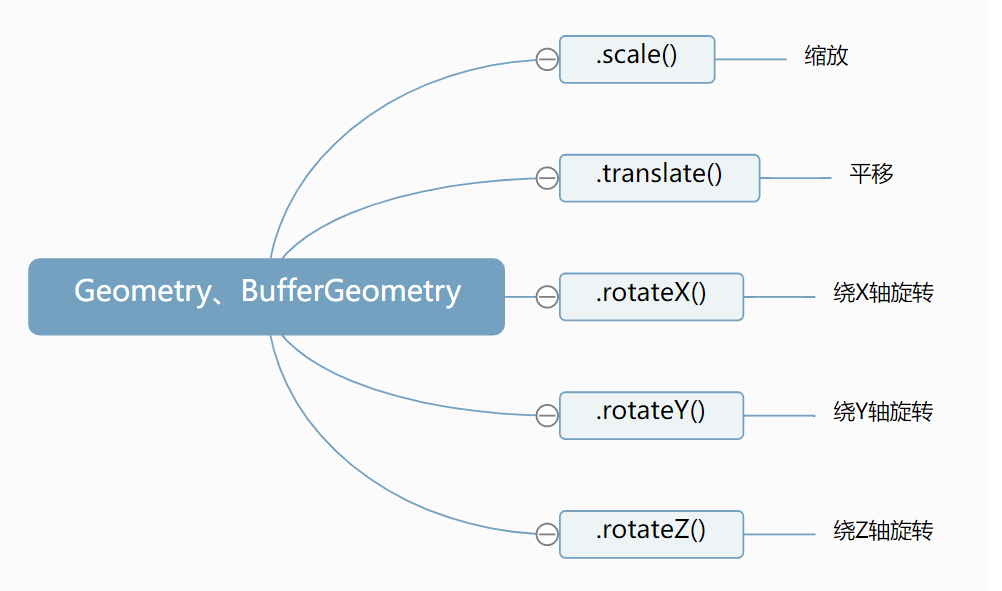 .scale() 缩放
.translate() 平移
Geometry、BufferGeometry .rotateX() 绕X轴旋转
.rotateY() 绕Y轴旋转
.rotateZ() 绕Z轴旋转